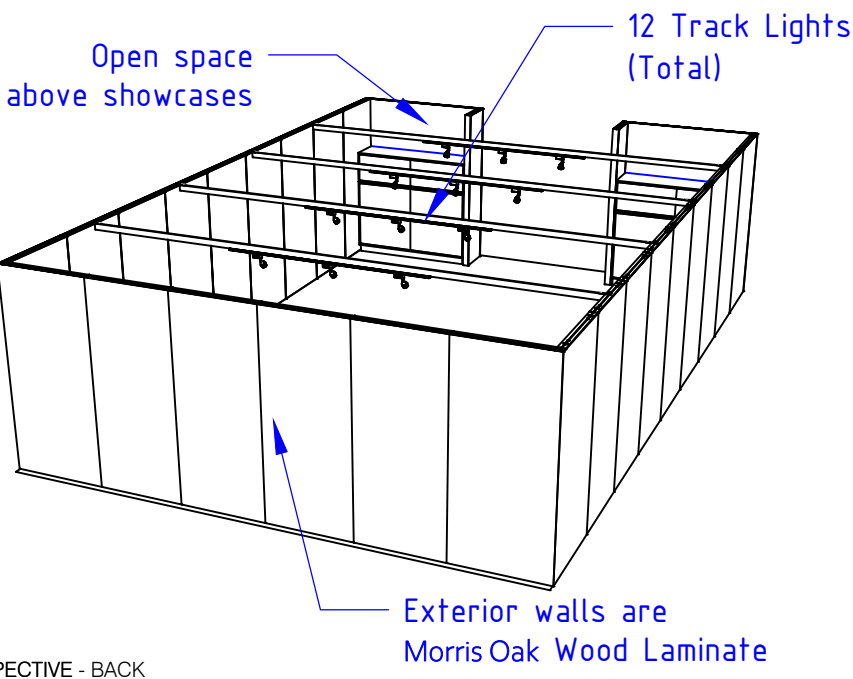 12 Track Lights
(Total)
Open space
above showcases
Exterior walls are
Morris Oak Wood Laminate
PECTIVE - BACK